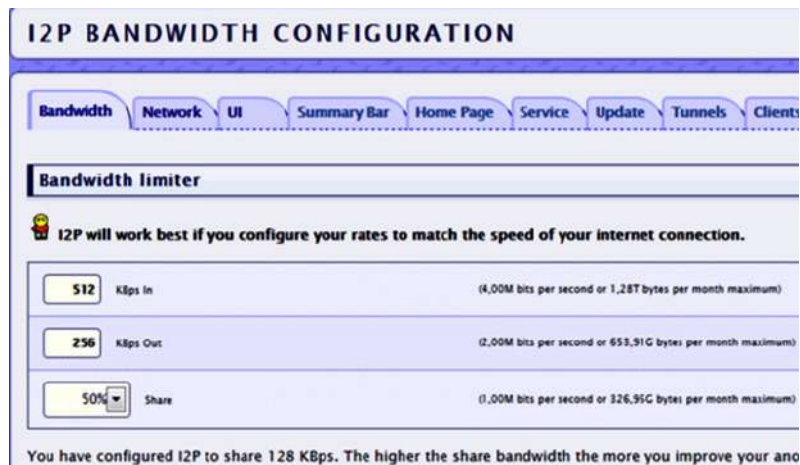 I2P BANDWIDTH CONFIGURATION
Bandwidth Network UI Summary Bar Home Page Service Update Tunnels Clients
Bandwidth limiter
I2P will work best if you configure your rates to match the speed of your internet connection.
512 KBps In (4,00M bits per second or 1,28T bytes per month maximum)
256 KBps Out (2,00M bits per second or 653,91G bytes per month maximum)
50% Share (1,00M bits per second or 326,95G bytes per month maximum)
You have configured I2P to share 128 KBps. The higher the share bandwidth the more you improve your ano